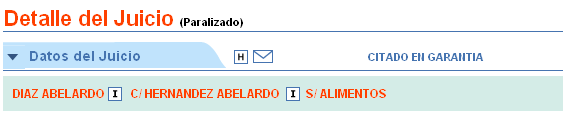 Detalle del Juicio (Paralizado)
Datos del Juicio H CITADO EN GARANTIA
DIAZ ABELARDO I C/ HERNANDEZ ABELARDO I S/ ALIMENTOS